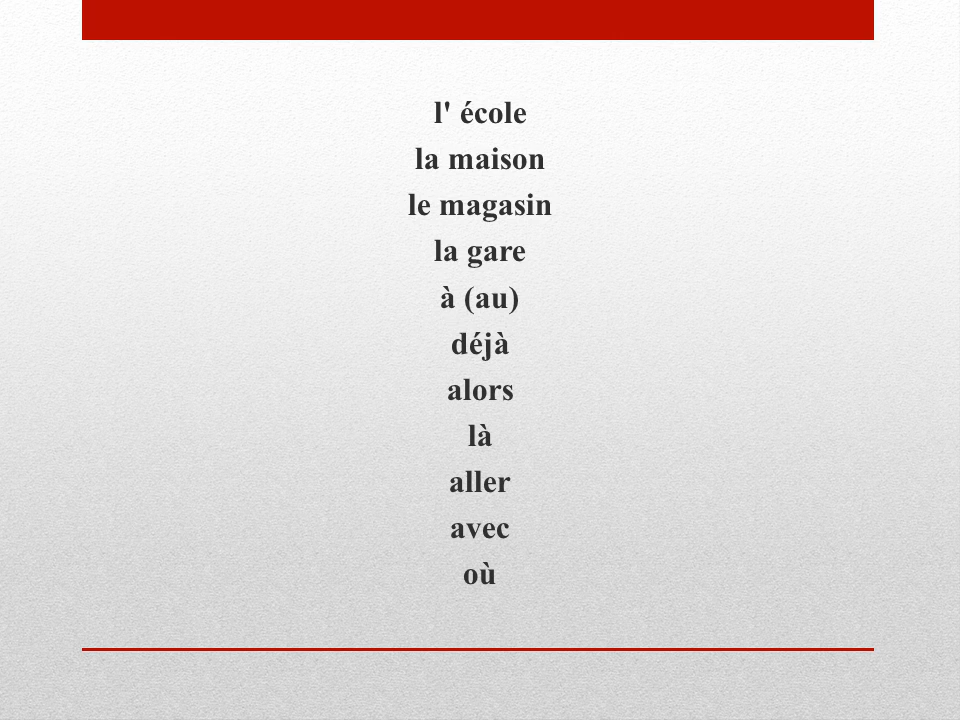 l' école
la maison
le magasin
la gare
à (au)
déjà
alors
là
aller
avec
où